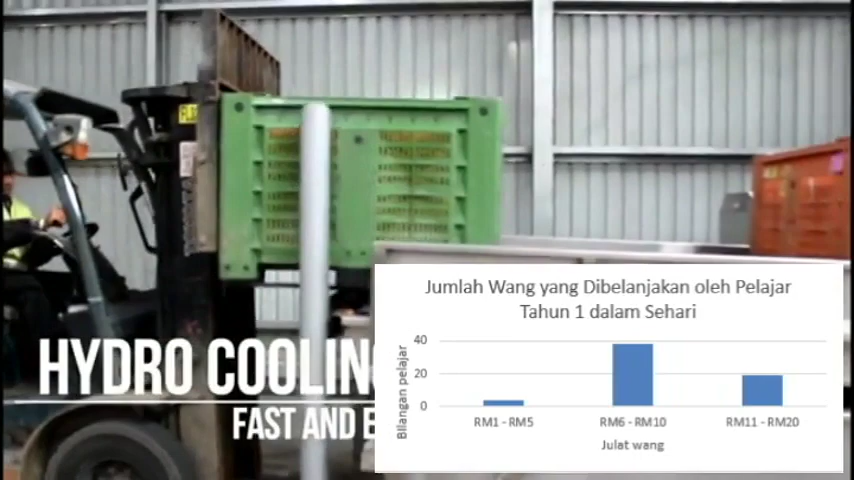 HYDRO COOLING
FAST AND E
Jumlah Wang yang Dibelanjakan oleh Pelajar
Tahun 1 dalam Sehari
Bilangan pelajar
40
20
0
RM1 - RM5
RM6 - RM10
RM11 - RM20
Julat wang